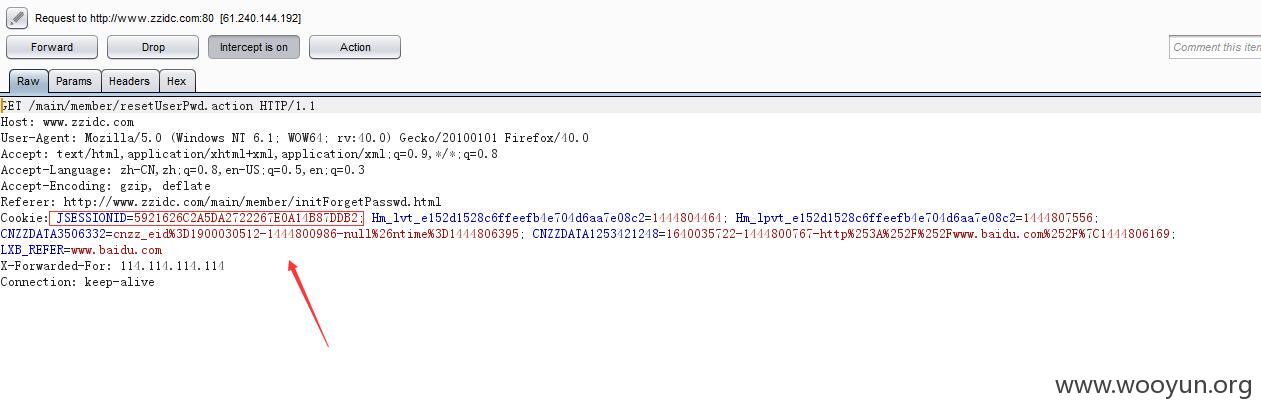 Request to http://www.zzidc.com:80 [61.240.144.192]
Forward Drop Intercept is on Action Comment this item
Raw Params Headers Hex
GET /main/member/resetUserPwd.action HTTP/1.1
Host: www.zzidc.com
User-Agent: Mozilla/5.0 (Windows NT 6.1; WOW64; rv:40.0) Gecko/20100101 Firefox/40.0
Accept: text/html,application/xhtml+xml,application/xml;q=0.9,*/*;q=0.8
Accept-Language: zh-CN,zh;q=0.8,en-US;q=0.5,en;q=0.3
Accept-Encoding: gzip, deflate
Referer: http://www.zzidc.com/main/member/initForgetPasswd.html
Cookie: JSESSIONID=5921626C2A5DA2722267E0A14B87DDB2; Hm_lvt_e152d1528c6ffeefb4e704d6aa7e08c2=1444804464; Hm_lpvt_e152d1528c6ffeefb4e704d6aa7e08c2=1444807556;
CNZZDATA3506332=cnzz_eid%3D1900030512-1444800986-null%26ntime%3D1444806395; CNZZDATA1253421248=1640035722-1444800767-http%253A%252F%252Fwww.baidu.com%252F%7C1444806169;
LXB_REFER=www.baidu.com
X-Forwarded-For: 114.114.114.114
Connection: keep-alive
www.wooyun.org